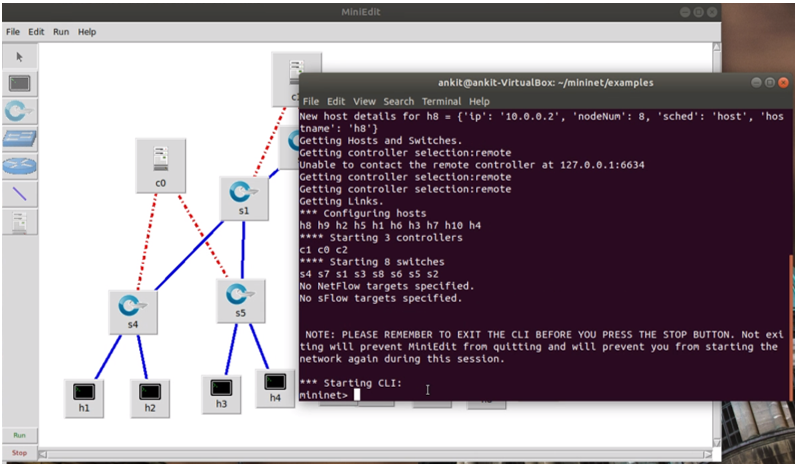 MiniEdit
File Edit Run Help
ankit@ankit-VirtualBox: ~/mininet/examples
File Edit View Search Terminal Help
New host details for h8 = {'ip': '10.0.0.2', 'nodeNum': 8, 'sched': 'host', 'hos
tname': 'h8'}
Getting Hosts and Switches.
Getting controller selection:remote
Unable to contact the remote controller at 127.0.0.1:6634
Getting controller selection:remote
Getting controller selection:remote
Getting Links.
*** Configuring hosts
h8 h9 h2 h5 h1 h6 h3 h7 h10 h4
**** Starting 3 controllers
c1 c0 c2
**** Starting 8 switches
s4 s7 s1 s3 s8 s6 s5 s2
No NetFlow targets specified.
No sFlow targets specified.
NOTE: PLEASE REMEMBER TO EXIT THE CLI BEFORE YOU PRESS THE STOP BUTTON. Not exi
ting will prevent MiniEdit from quitting and will prevent you from starting the
network again during this session.
*** Starting CLI:
mininet>
c0
s1
s4
s5
h1
h2
h3
h4
Run
Stop